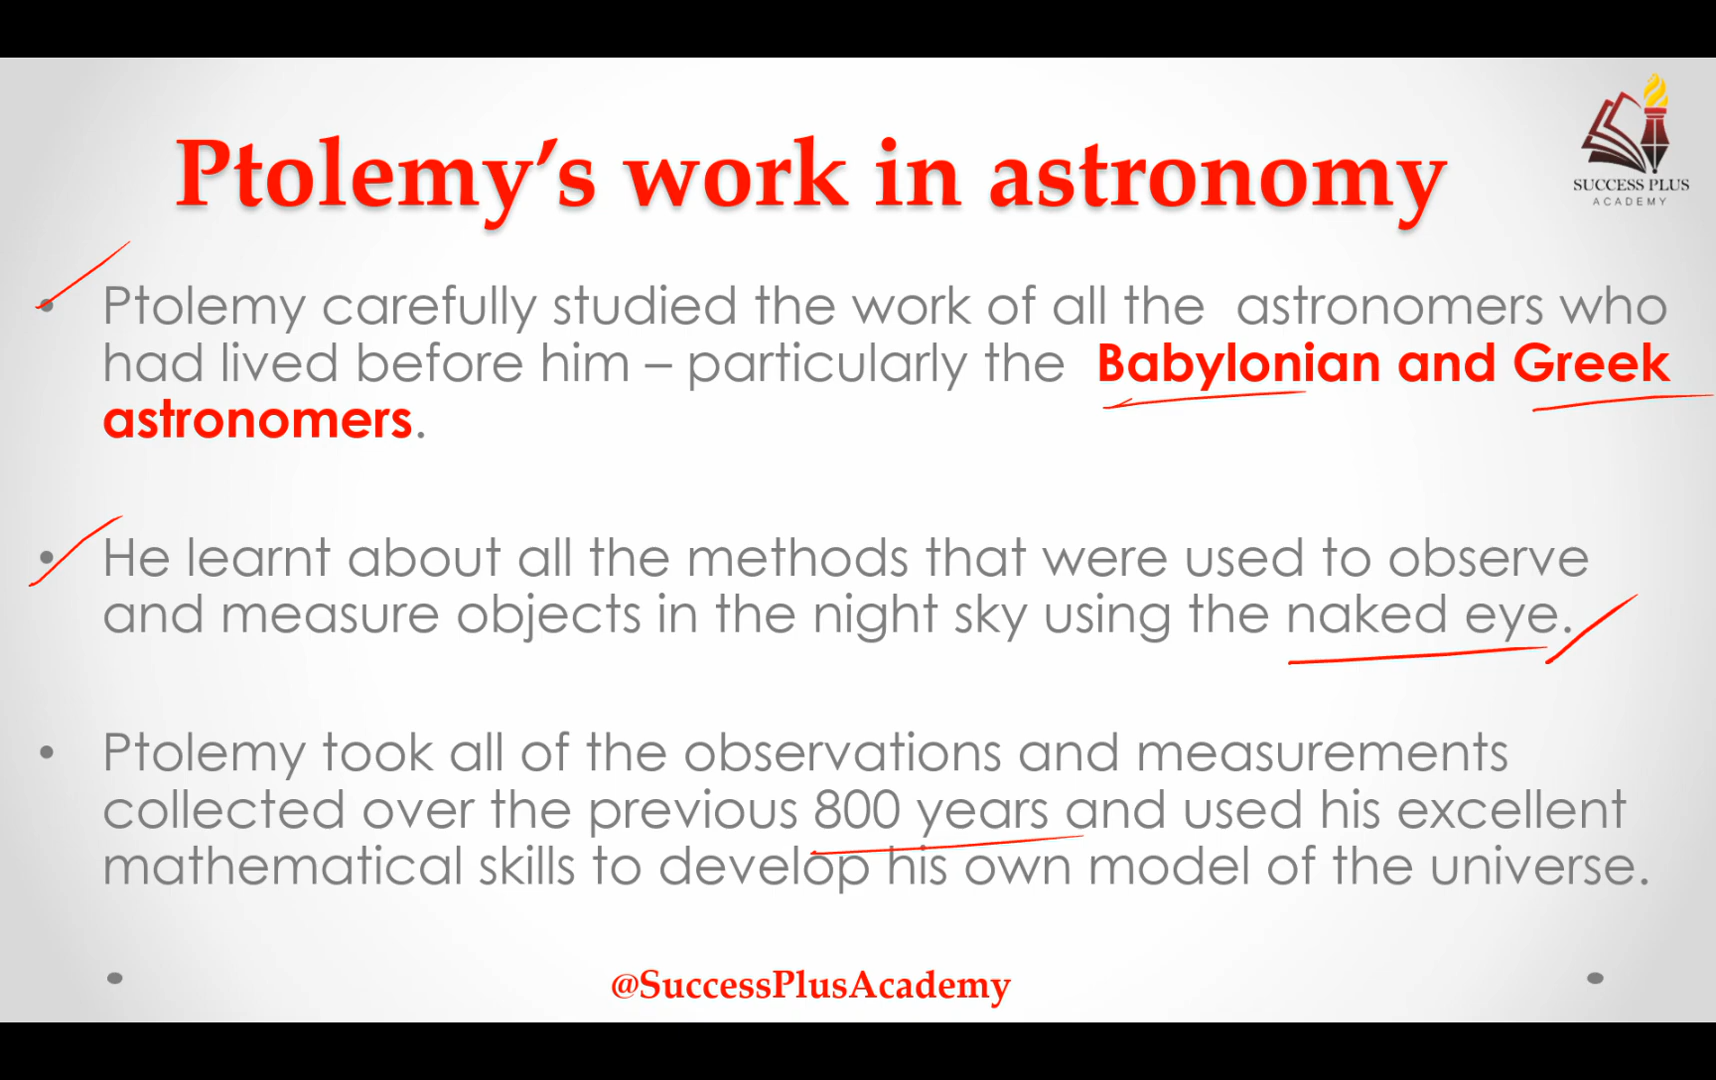 SUCCESS PLUS
ACADEMY
Ptolemy’s work in astronomy
• Ptolemy carefully studied the work of all the astronomers who
had lived before him – particularly the Babylonian and Greek
astronomers.
• He learnt about all the methods that were used to observe
and measure objects in the night sky using the naked eye.
• Ptolemy took all of the observations and measurements
collected over the previous 800 years and used his excellent
mathematical skills to develop his own model of the universe.
@SuccessPlusAcademy